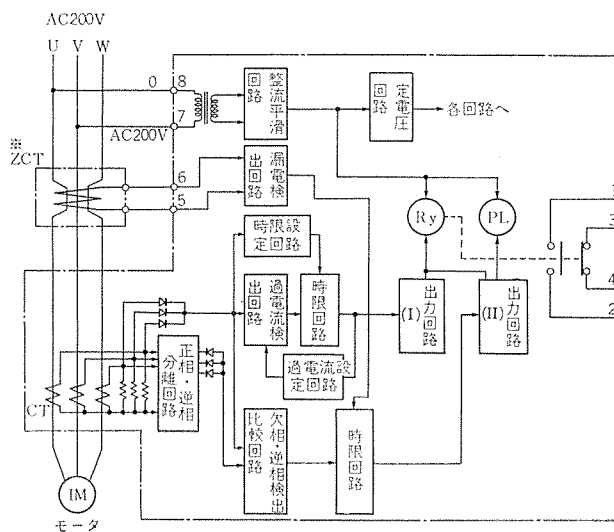 AC200V
U V W
0
8
7
AC200V
整流平滑回路
定電圧回路
各回路へ
※
ZCT
6
5
漏電検出回路
時限設定回路
Ry
PL
1
3
4
2
過電流検出回路
時限回路
(I)出力回路
(II)出力回路
過電流設定回路
正相・逆相分離回路
CT
欠相・逆相検出比較回路
時限回路
IM
モータ